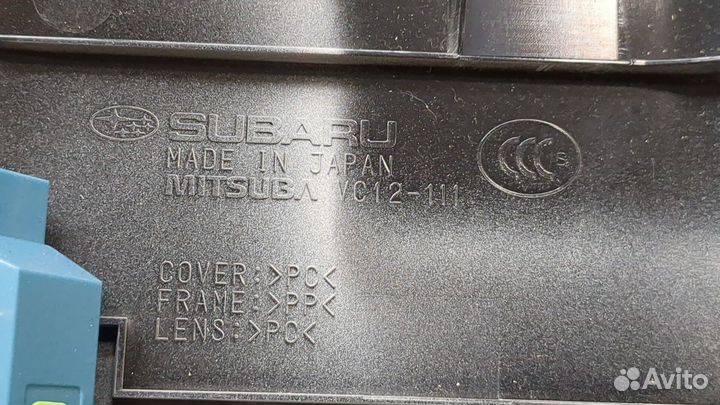 SUBARU
MADE IN JAPAN
MITSUBA VC12-111
CCC S
COVER:>PC<
FRAME:>PP<
LENS:>PC<
Avito